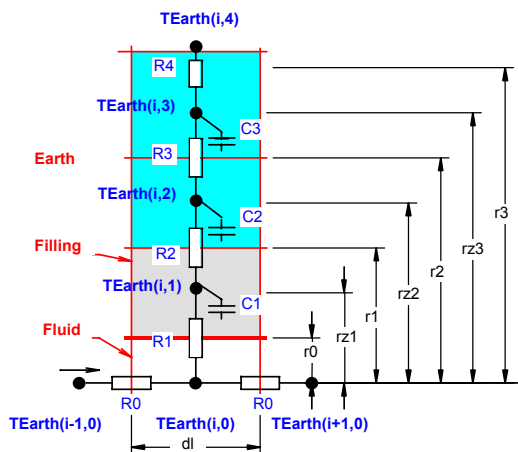 TEarth(i,4)
R4
TEarth(i,3)
C3
Earth
R3
TEarth(i,2)
C2
r3
rz3
r2
rz2
r1
Filling
R2
TEarth(i,1)
C1
rz1
Fluid
R1
r0
R0
R0
TEarth(i-1,0)
TEarth(i,0)
TEarth(i+1,0)
dl